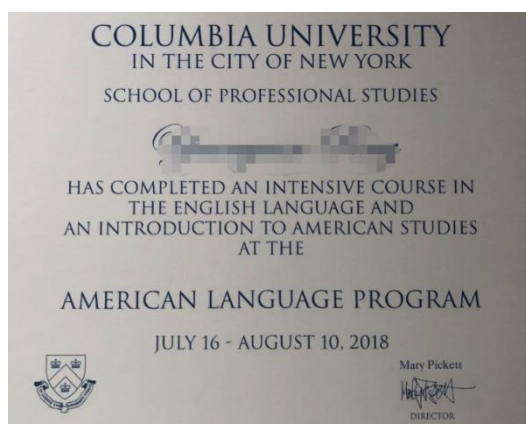 COLUMBIA UNIVERSITY
IN THE CITY OF NEW YORK
SCHOOL OF PROFESSIONAL STUDIES
HAS COMPLETED AN INTENSIVE COURSE IN
THE ENGLISH LANGUAGE AND
AN INTRODUCTION TO AMERICAN STUDIES
AT THE
AMERICAN LANGUAGE PROGRAM
JULY 16 - AUGUST 10, 2018
Mary Pickett
DIRECTOR